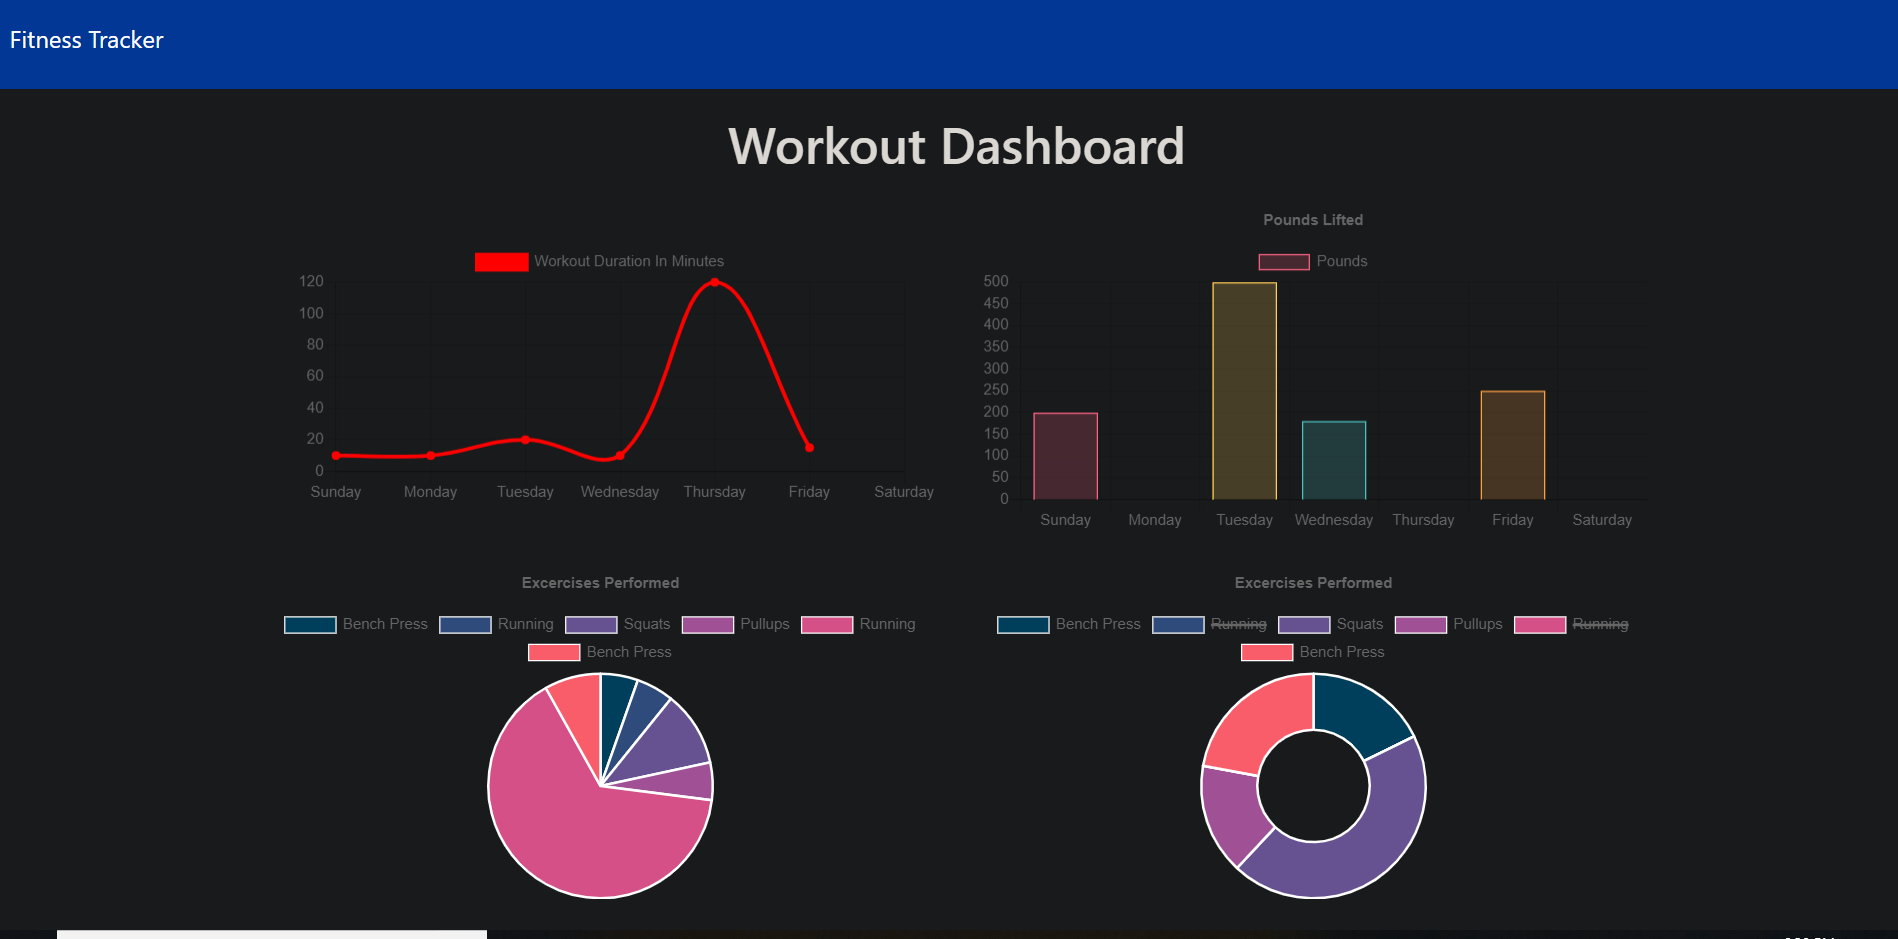 Fitness Tracker
Workout Dashboard
Workout Duration In Minutes
120
100
80
60
40
20
0
Sunday Monday Tuesday Wednesday Thursday Friday Saturday
Pounds Lifted
Pounds
500
450
400
350
300
250
200
150
100
50
0
Sunday Monday Tuesday Wednesday Thursday Friday Saturday
Excercises Performed
Bench Press Running Squats Pullups Running
Bench Press
Excercises Performed
Bench Press Running Squats Pullups Running
Bench Press